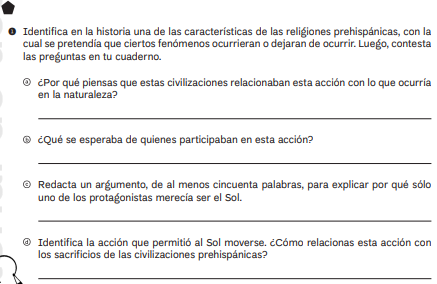 1 Identifica en la historia una de las características de las religiones prehispánicas, con la
cual se pretendía que ciertos fenómenos ocurrieran o dejaran de ocurrir. Luego, contesta
las preguntas en tu cuaderno.
a ¿Por qué piensas que estas civilizaciones relacionaban esta acción con lo que ocurría
en la naturaleza?
b ¿Qué se esperaba de quienes participaban en esta acción?
c Redacta un argumento, de al menos cincuenta palabras, para explicar por qué sólo
uno de los protagonistas merecía ser el Sol.
d Identifica la acción que permitió al Sol moverse. ¿Cómo relacionas esta acción con
los sacrificios de las civilizaciones prehispánicas?